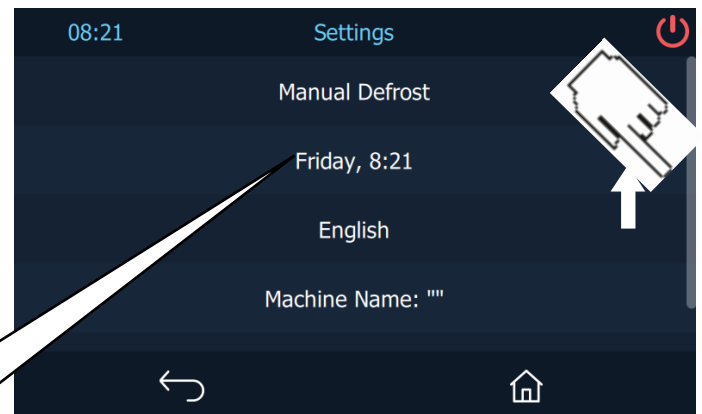 08:21 Settings
Manual Defrost
Friday, 8:21
English
Machine Name: ""